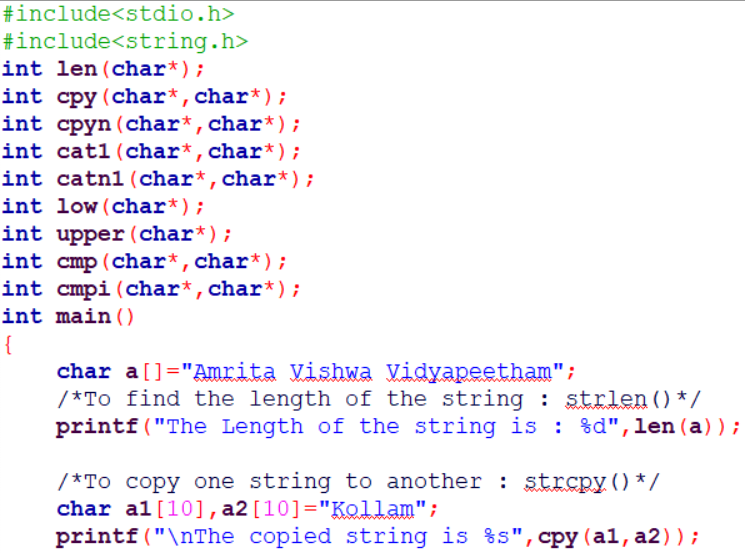 #include<stdio.h>
#include<string.h>
int len(char*);
int cpy(char*,char*);
int cpyn(char*,char*);
int cat1(char*,char*);
int catn1(char*,char*);
int low(char*);
int upper(char*);
int cmp(char*,char*);
int cmpi(char*,char*);
int main()
{
    char a[]="Amrita Vishwa Vidyapeetham";
    /*To find the length of the string : strlen()*/
    printf("The Length of the string is : %d",len(a));

    /*To copy one string to another : strcpy()*/
    char a1[10],a2[10]="Kollam";
    printf("\nThe copied string is %s",cpy(a1,a2));